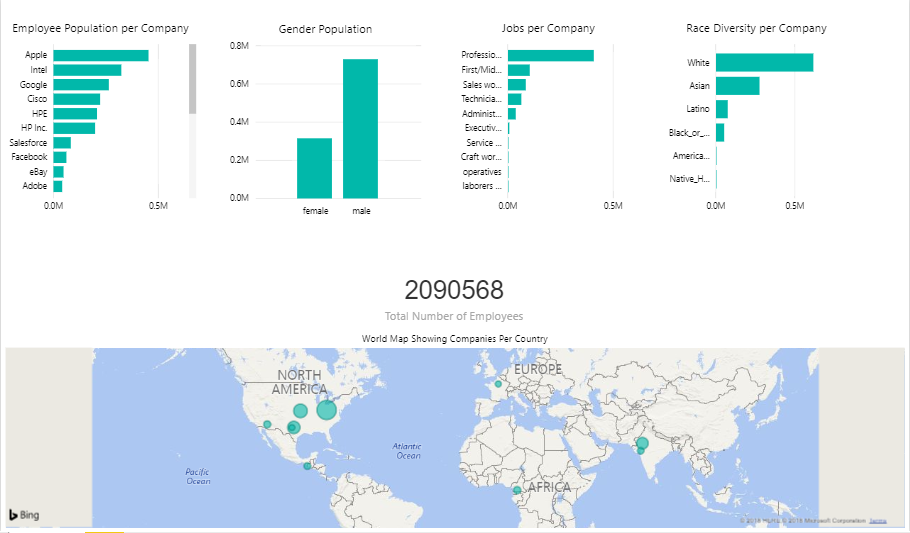 Employee Population per Company
Apple
Intel
Google
Cisco
HPE
HP Inc.
Salesforce
Facebook
eBay
Adobe
0.0M 0.5M
Gender Population
0.8M
0.6M
0.4M
0.2M
0.0M
female male
Jobs per Company
Professio...
First/Mid...
Sales wo...
Technicia...
Administ...
Executiv...
Service ...
Craft wor...
operatives
laborers ...
0.0M 0.5M
Race Diversity per Company
White
Asian
Latino
Black_or_...
America...
Native_H...
0.0M 0.5M
2090568
Total Number of Employees
World Map Showing Companies Per Country
NORTH
AMERICA
EUROPE
Atlantic
Ocean
Pacific
Ocean
AFRICA
Bing
Microsoft Corporation Terms